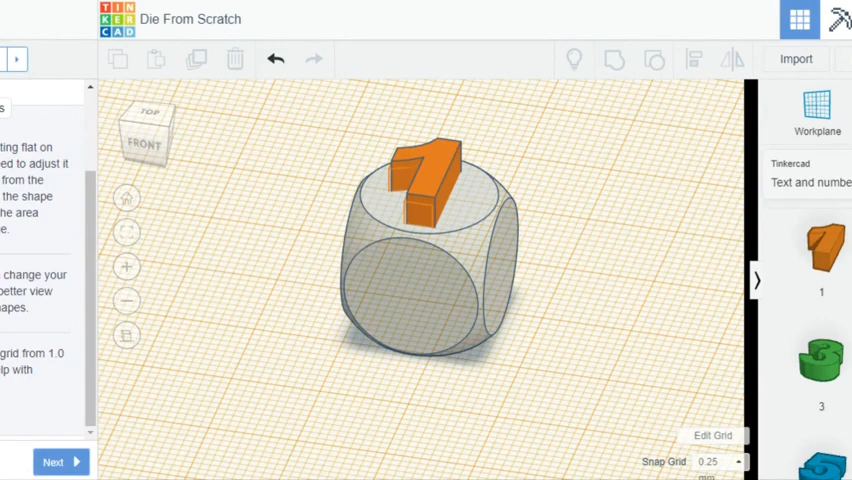 TIN
KER
CAD
Die From Scratch
Import
s
ting flat on
ed to adjust it
from the
the shape
he area
e.
change your
better view
hapes.
grid from 1.0
lp with
Next
TOP
FRONT
Workplane
Tinkercad
Text and numbe
1
3
Edit Grid
Snap Grid 0.25
mm